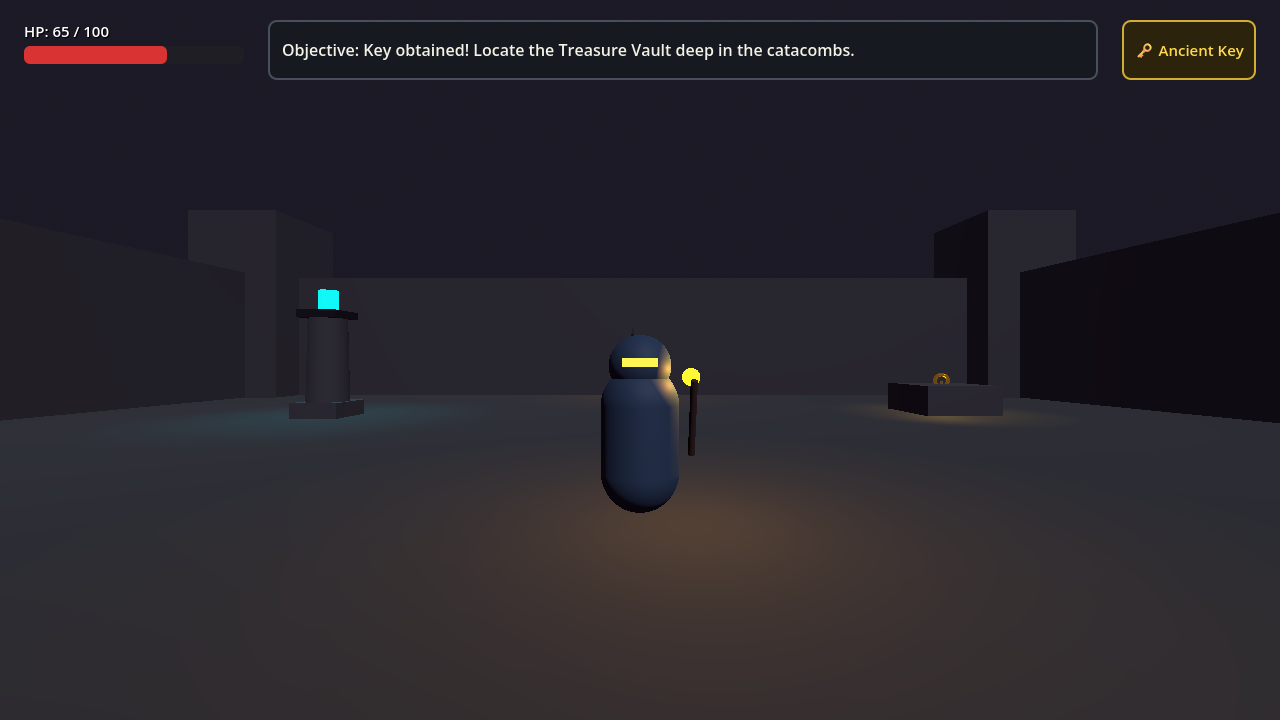 HP: 65 / 100
Objective: Key obtained! Locate the Treasure Vault deep in the catacombs.
Ancient Key